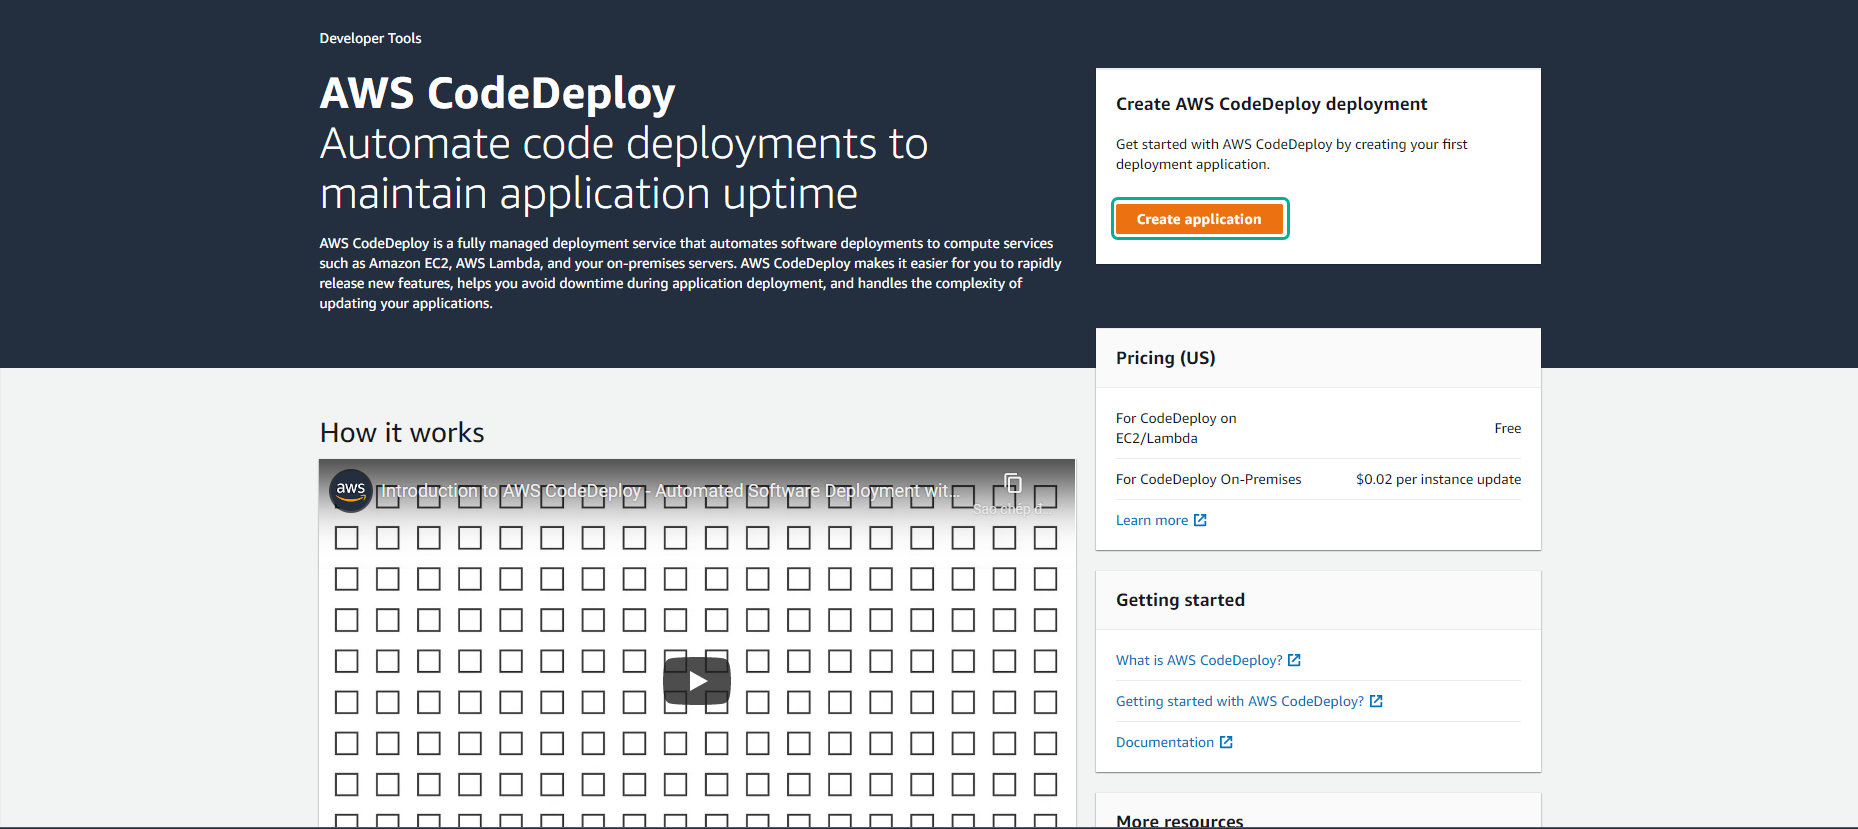 Developer Tools
AWS CodeDeploy
Automate code deployments to
maintain application uptime
AWS CodeDeploy is a fully managed deployment service that automates software deployments to compute services
such as Amazon EC2, AWS Lambda, and your on-premises servers. AWS CodeDeploy makes it easier for you to rapidly
release new features, helps you avoid downtime during application deployment, and handles the complexity of
updating your applications.
Create AWS CodeDeploy deployment
Get started with AWS CodeDeploy by creating your first
deployment application.
Create application
Pricing (US)
For CodeDeploy on
EC2/Lambda
Free
For CodeDeploy On-Premises
$0.02 per instance update
Learn more
How it works
aws
Introduction to AWS CodeDeploy - Automated Software Deployment wit...
Sao chép đ...
Getting started
What is AWS CodeDeploy?
Getting started with AWS CodeDeploy?
Documentation
More resources